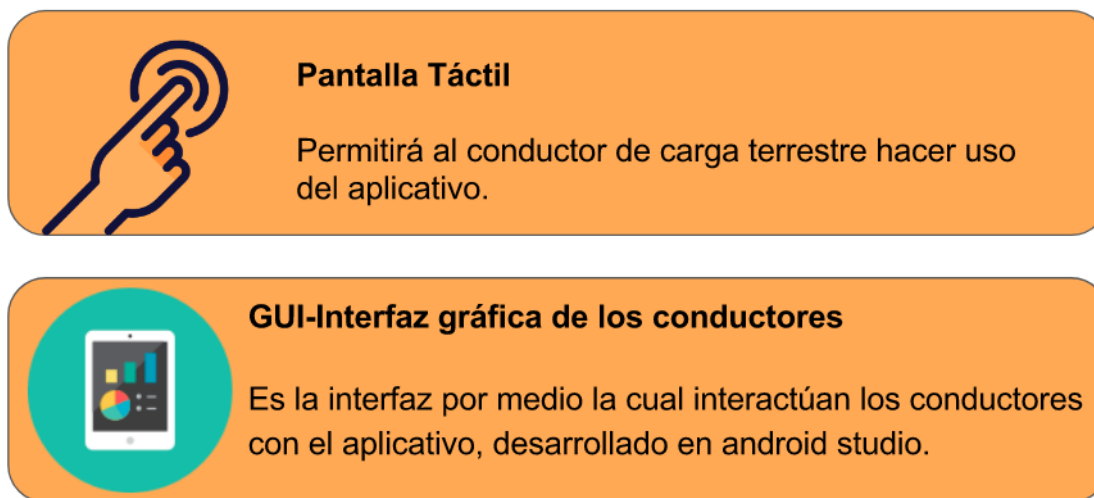 Pantalla Táctil
Permitirá al conductor de carga terrestre hacer uso
del aplicativo.
GUI-Interfaz gráfica de los conductores
Es la interfaz por medio la cual interactúan los conductores
con el aplicativo, desarrollado en android studio.